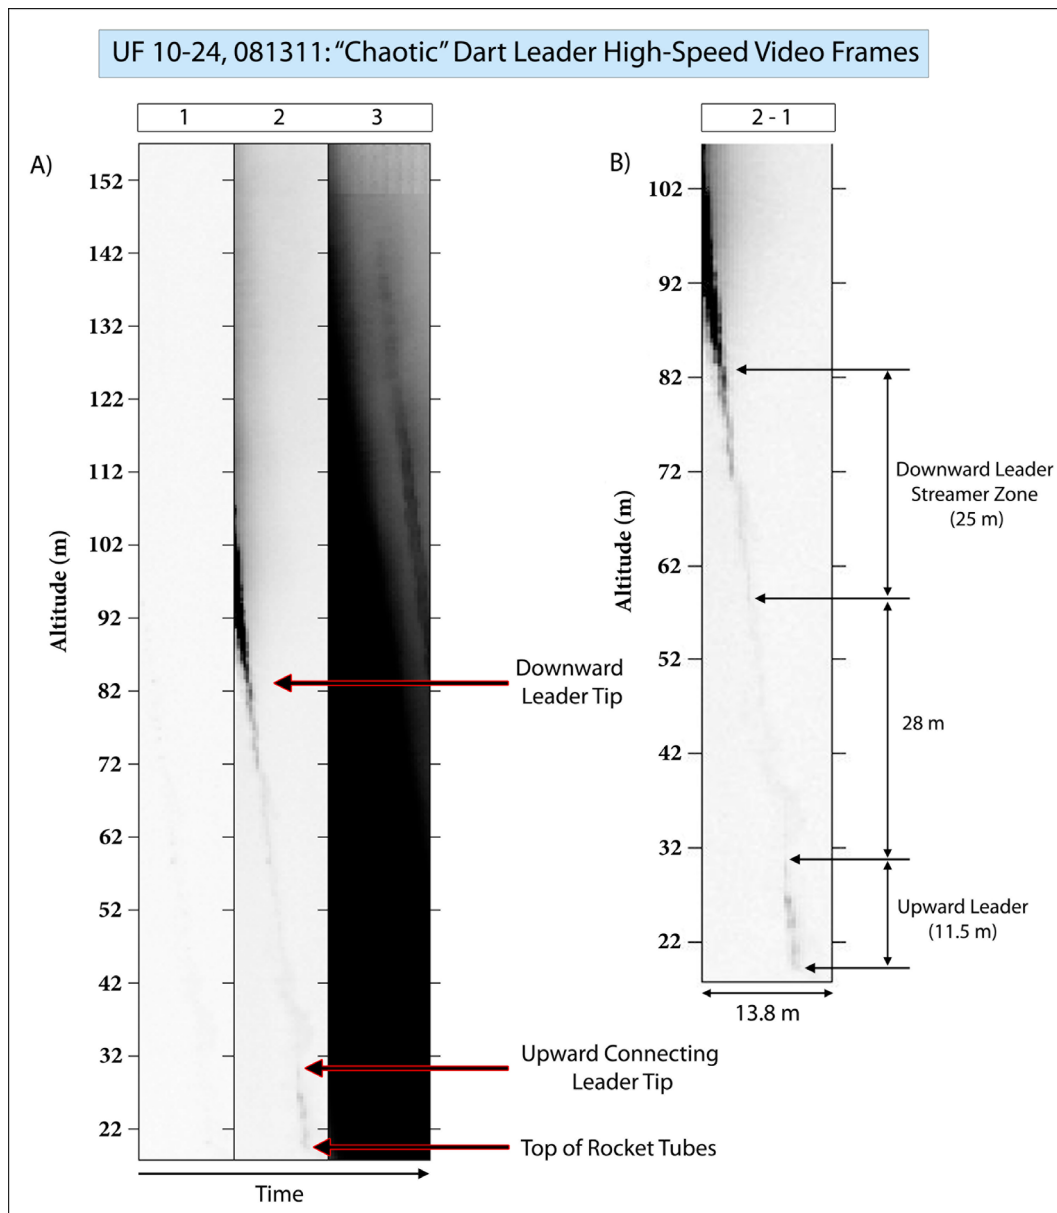 UF 10-24, 081311: “Chaotic” Dart Leader High-Speed Video Frames
1 2 3
A)
152
142
132
122
112
102
92
82
72
62
52
42
32
22
Altitude (m)
Time
Downward
Leader Tip
Upward Connecting
Leader Tip
Top of Rocket Tubes
2 - 1
B)
102
92
82
72
62
52
42
32
22
Altitude (m)
Downward Leader
Streamer Zone
(25 m)
28 m
Upward Leader
(11.5 m)
13.8 m